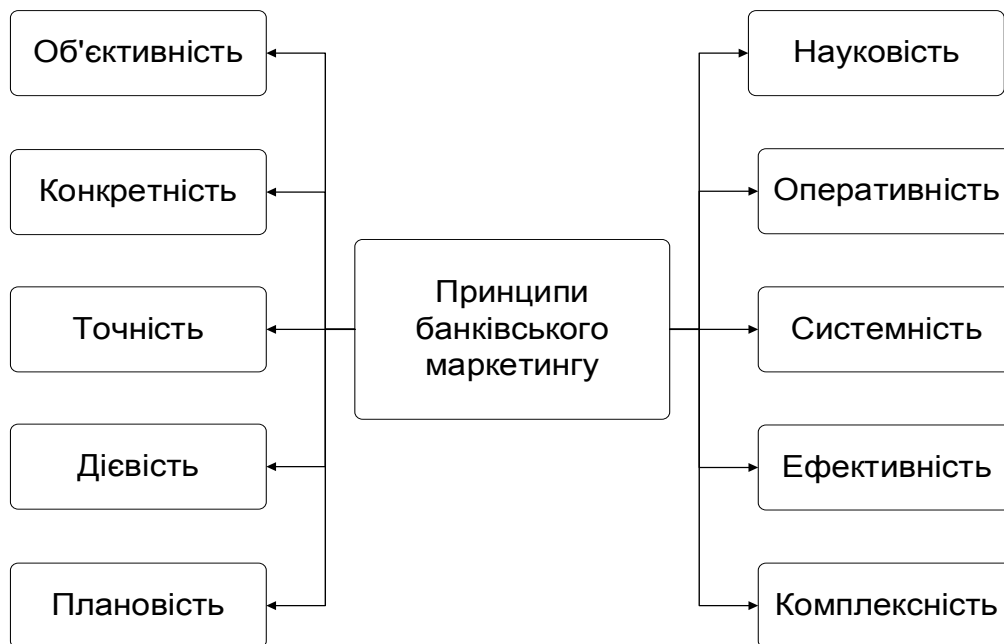 Об'єктивність
Науковість
Конкретність
Оперативність
Принципи
банківського
маркетингу
Точність
Системність
Дієвість
Ефективність
Плановість
Комплексність